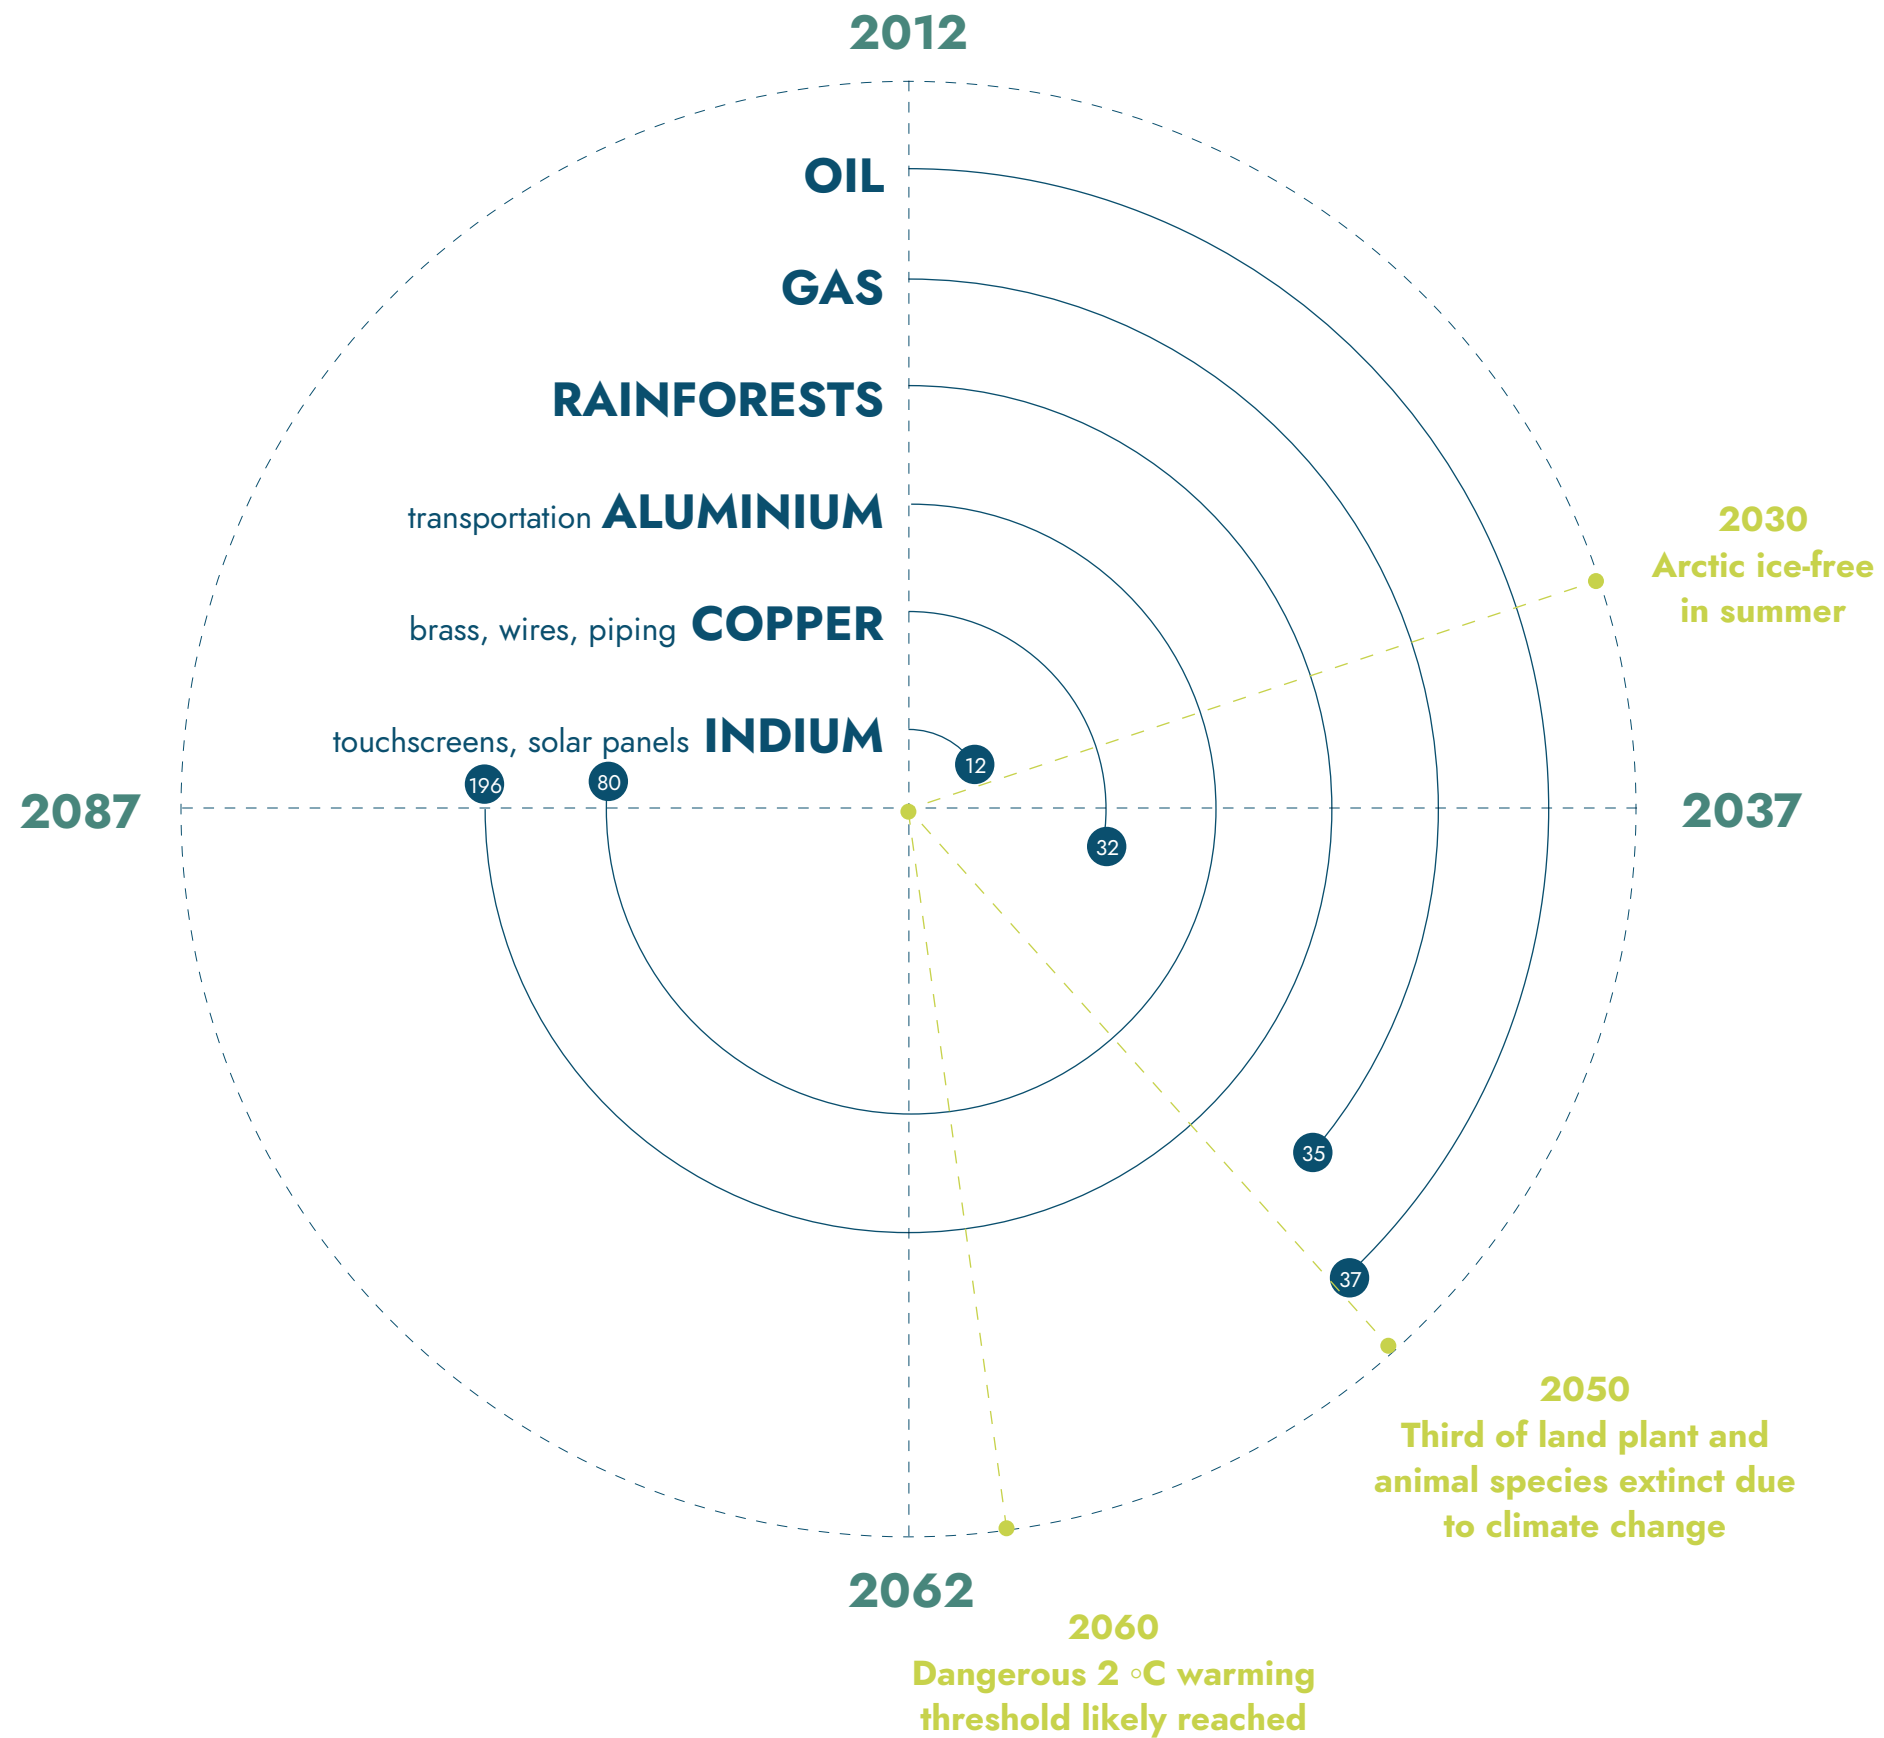 2012
OIL
GAS
RAINFORESTS
transportation ALUMINIUM
brass, wires, piping COPPER
touchscreens, solar panels INDIUM
2030
Arctic ice-free
in summer
12
196
80
2087
2037
32
35
37
2050
Third of land plant and
animal species extinct due
to climate change
2062
2060
Dangerous 2 °C warming
threshold likely reached